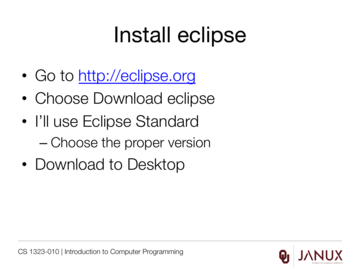 Install eclipse
• Go to http://eclipse.org
• Choose Download eclipse
• I'll use Eclipse Standard
– Choose the proper version
• Download to Desktop
CS 1323-010 | Introduction to Computer Programming
JANUX